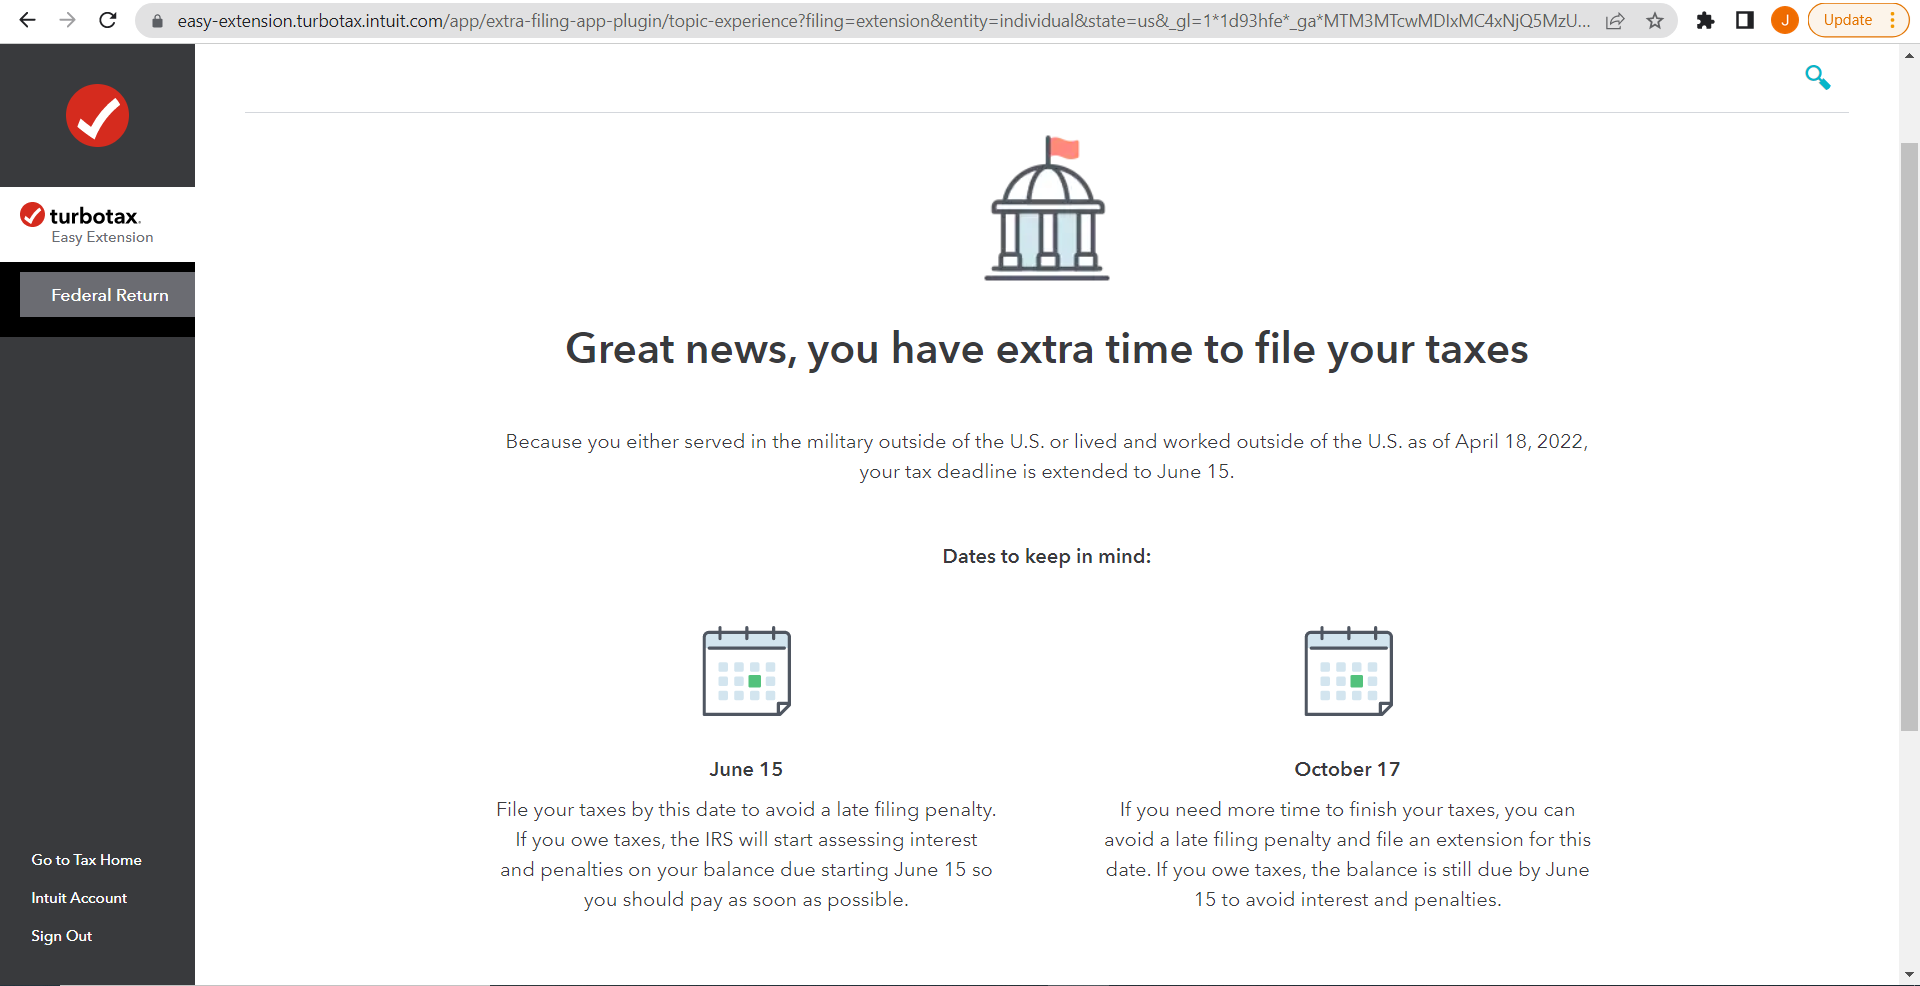 easy-extension.turbotax.intuit.com/app/extra-filing-app-plugin/topic-experience?filing=extension&entity=individual&state=us&_gl=1*1d93hfe*_ga*MTM3MTcwMDIxMC4xNjQ5MzU...
J
Update
turbotax.
Easy Extension
Federal Return
Great news, you have extra time to file your taxes
Because you either served in the military outside of the U.S. or lived and worked outside of the U.S. as of April 18, 2022,
your tax deadline is extended to June 15.
Dates to keep in mind:
June 15
File your taxes by this date to avoid a late filing penalty.
If you owe taxes, the IRS will start assessing interest
and penalties on your balance due starting June 15 so
you should pay as soon as possible.
October 17
If you need more time to finish your taxes, you can
avoid a late filing penalty and file an extension for this
date. If you owe taxes, the balance is still due by June
15 to avoid interest and penalties.
Go to Tax Home
Intuit Account
Sign Out